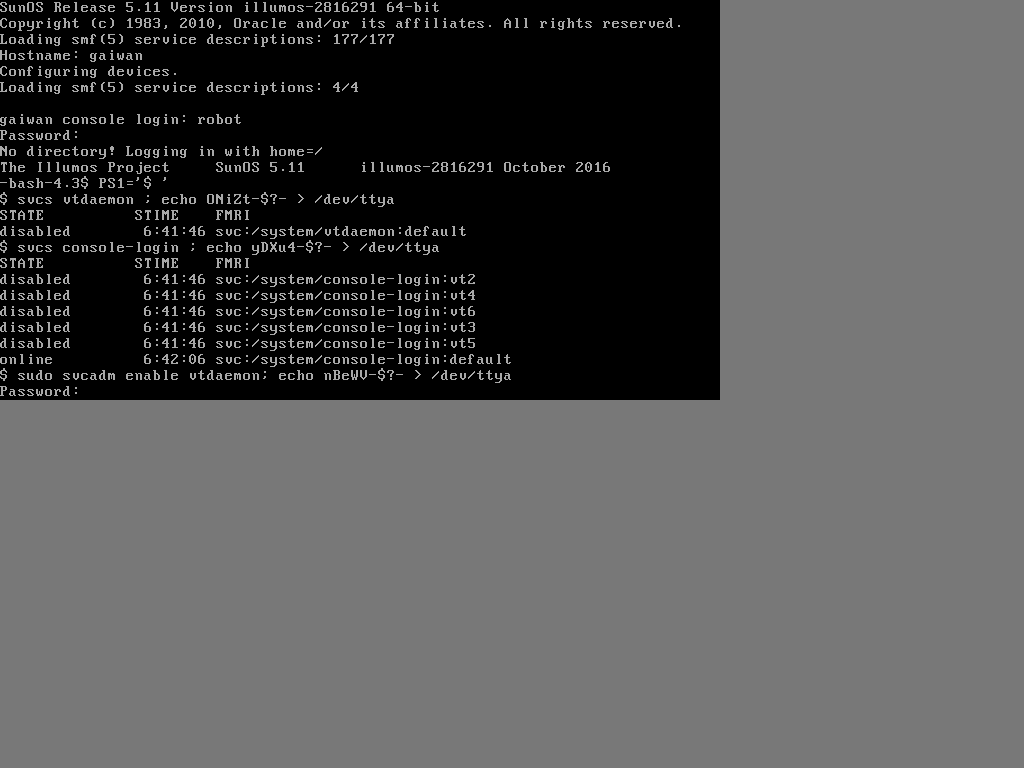 SunOS Release 5.11 Version illumos-2816291 64-bit
Copyright (c) 1983, 2010, Oracle and/or its affiliates. All rights reserved.
Loading smf(5) service descriptions: 177/177
Hostname: gaiwan
Configuring devices.
Loading smf(5) service descriptions: 4/4
gaiwan console login: robot
Password:
No directory! Logging in with home=/
The Illumos Project     SunOS 5.11      illumos-2816291 October 2016
-bash-4.3$ PS1='$ '
$ svcs vtdaemon ; echo ONiZt-$?- > /dev/ttya
STATE          STIME    FMRI
disabled        6:41:46 svc:/system/vtdaemon:default
$ svcs console-login ; echo yDXu4-$?- > /dev/ttya
STATE          STIME    FMRI
disabled        6:41:46 svc:/system/console-login:vt2
disabled        6:41:46 svc:/system/console-login:vt4
disabled        6:41:46 svc:/system/console-login:vt6
disabled        6:41:46 svc:/system/console-login:vt3
disabled        6:41:46 svc:/system/console-login:vt5
online          6:42:06 svc:/system/console-login:default
$ sudo svcadm enable vtdaemon; echo nBeWV-$?- > /dev/ttya
Password: